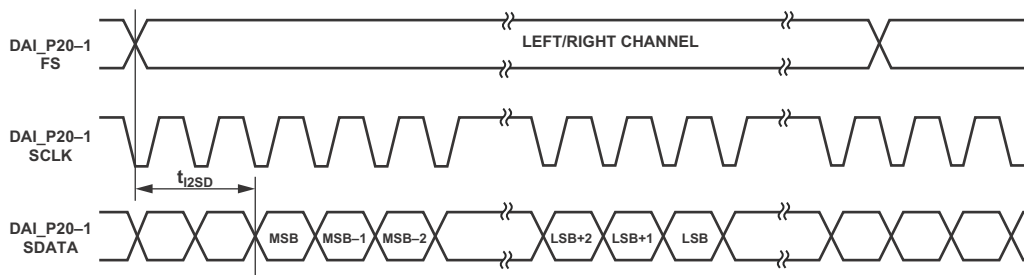 DAI_P20–1
FS
LEFT/RIGHT CHANNEL
DAI_P20–1
SCLK
tI2SD
DAI_P20–1
SDATA
MSB
MSB–1
MSB–2
LSB+2
LSB+1
LSB